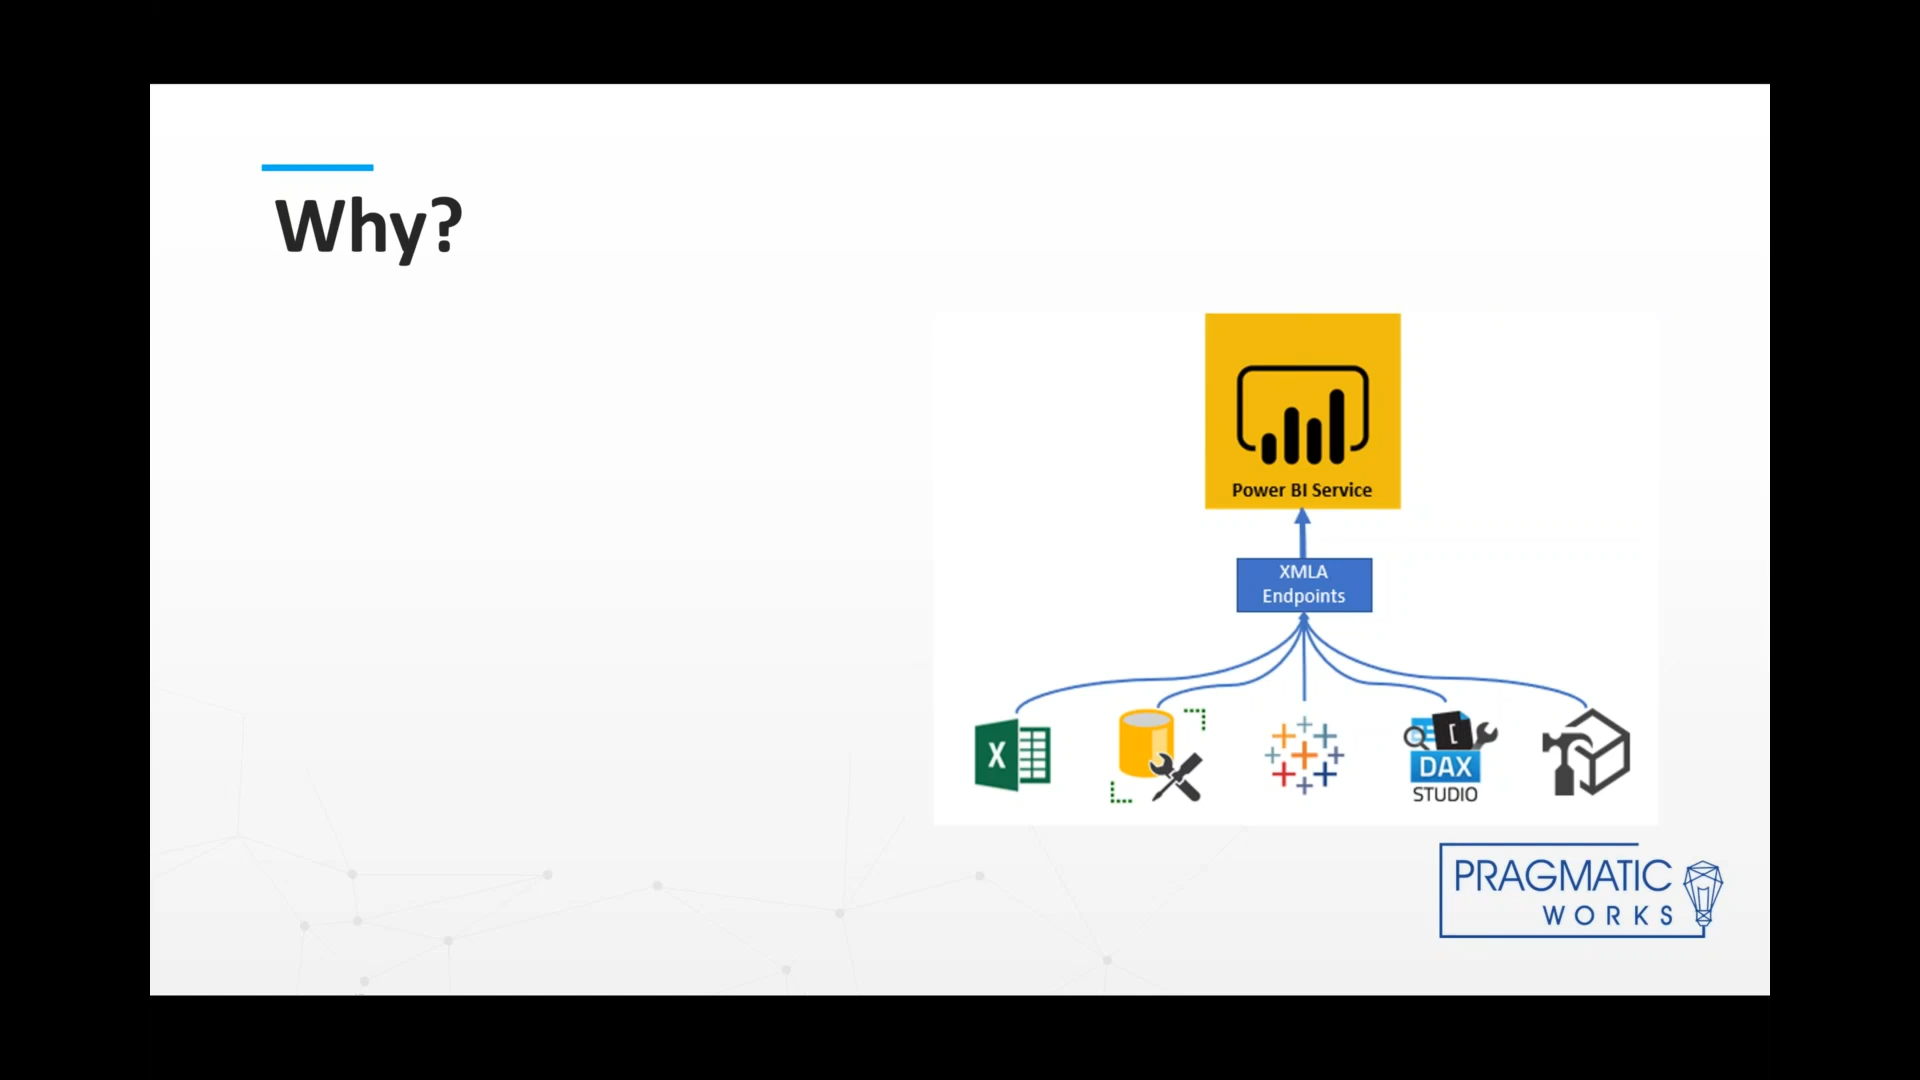 Why?
Power BI Service
XMLA
Endpoints
X
DAX
STUDIO
PRAGMATIC
WORKS